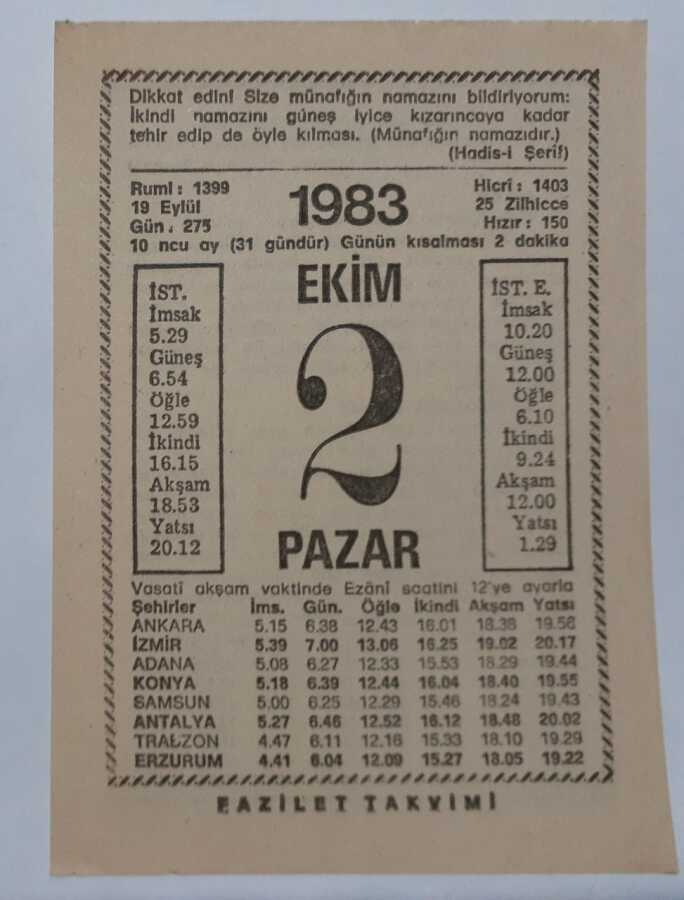 Dikkat edin! Size münafığın namazını bildiriyorum:
İkindi namazını güneş iyice kızarıncaya kadar
tehir edip de öyle kılması. (Münafığın namazıdır.)
(Hadis-i Şerif)
Rumî: 1399
19 Eylül
Gün: 275
1983
Hicrî: 1403
25 Zilhicce
Hızır: 150
10 ncu ay (31 gündür) Günün kısalması 2 dakika
EKİM
2
PAZAR
İST.
İmsak
5.29
Güneş
6.54
Öğle
12.59
İkindi
16.15
Akşam
18.53
Yatsı
20.12
İST. E.
İmsak
10.20
Güneş
12.00
Öğle
6.10
İkindi
9.24
Akşam
12.00
Yatsı
1.29
Vasatî akşam vaktinde Ezânî saatini 12'ye ayarla
Şehirler İms. Gün. Öğle İkindi Akşam Yatsı
ANKARA 5.15 6.38 12.43 16.01 18.38 19.56
İZMİR 5.39 7.00 13.06 16.25 19.02 20.17
ADANA 5.08 6.27 12.33 15.53 18.29 19.44
KONYA 5.18 6.39 12.44 16.04 18.40 19.55
SAMSUN 5.00 6.25 12.29 15.46 18.24 19.43
ANTALYA 5.27 6.46 12.52 16.12 18.48 20.02
TRABZON 4.47 6.11 12.16 15.33 18.10 19.29
ERZURUM 4.41 6.04 12.09 15.27 18.05 19.22
FAZİLET TAKVİMİ